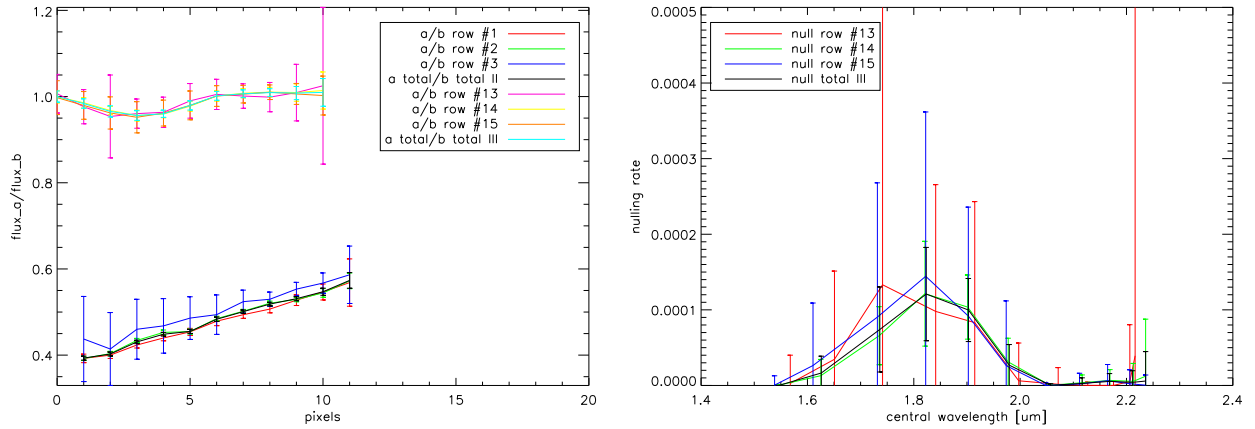 1.2
1.0
0.8
0.6
0.4
flux_a/flux_b
0
5
10
15
20
pixels
a/b row #1
a/b row #2
a/b row #3
a total/b total II
a/b row #13
a/b row #14
a/b row #15
a total/b total III
0.0005
0.0004
0.0003
0.0002
0.0001
0.0000
nulling rate
1.4
1.6
1.8
2.0
2.2
2.4
central wavelength [um]
null row #13
null row #14
null row #15
null total III